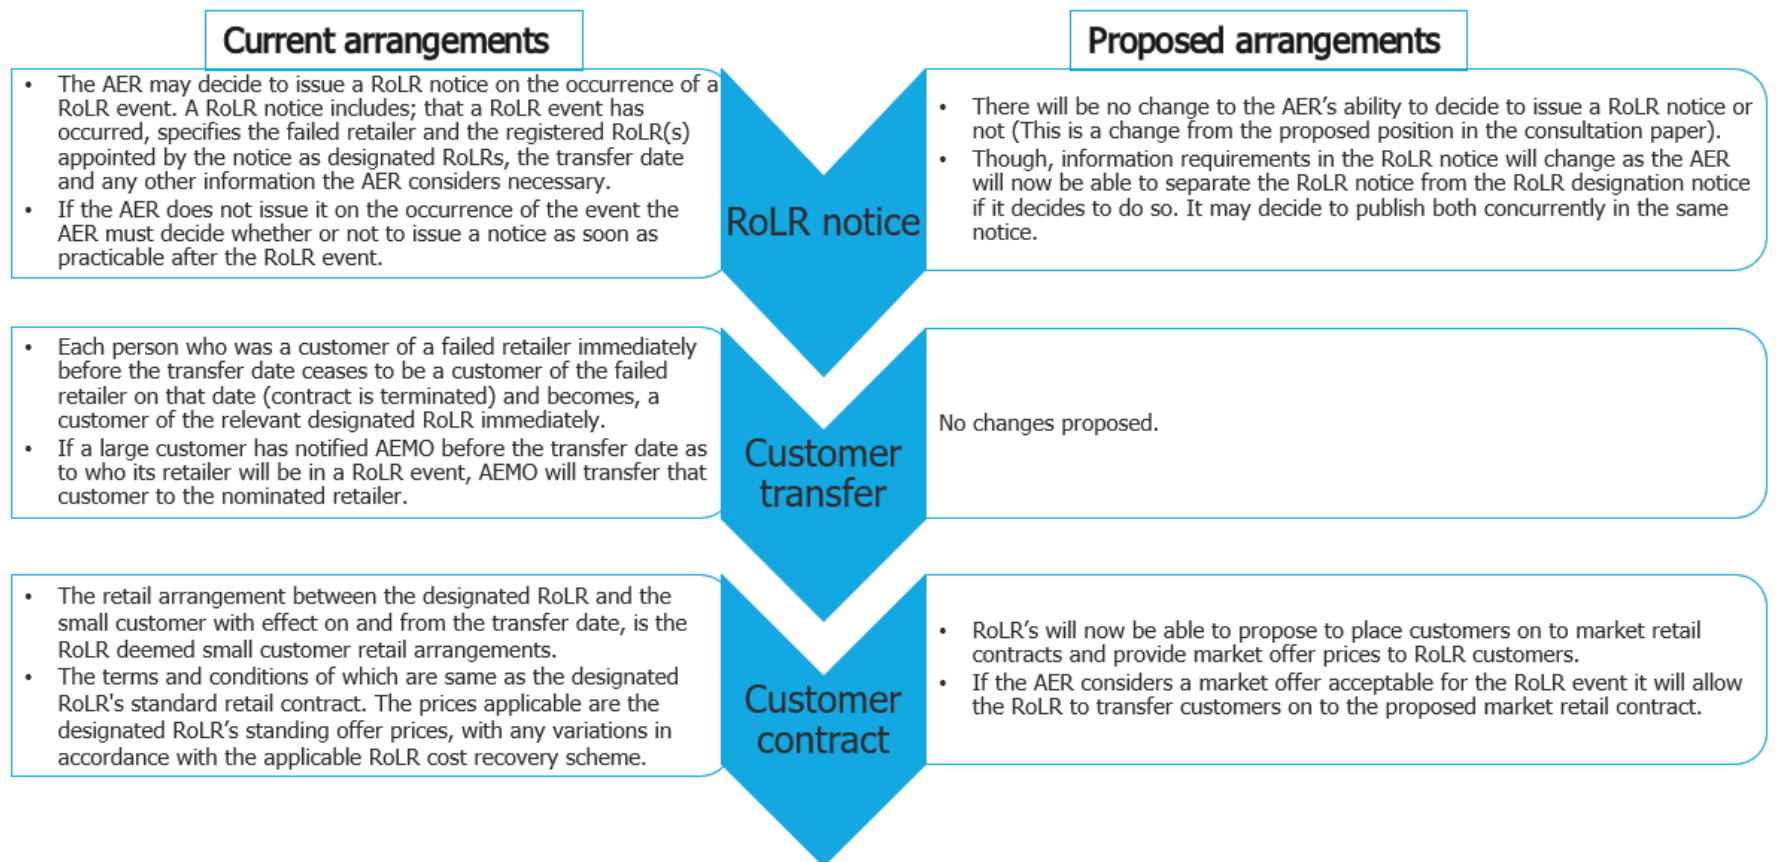 Current arrangements
Proposed arrangements
• The AER may decide to issue a RoLR notice on the occurrence of a
RoLR event. A RoLR notice includes; that a RoLR event has
occurred, specifies the failed retailer and the registered RoLR(s)
appointed by the notice as designated RoLRs, the transfer date
and any other information the AER considers necessary.
• If the AER does not issue it on the occurrence of the event the
AER must decide whether or not to issue a notice as soon as
practicable after the RoLR event.
RoLR notice
• There will be no change to the AER’s ability to decide to issue a RoLR notice or
not (This is a change from the proposed position in the consultation paper).
• Though, information requirements in the RoLR notice will change as the AER
will now be able to separate the RoLR notice from the RoLR designation notice
if it decides to do so. It may decide to publish both concurrently in the same
notice.
• Each person who was a customer of a failed retailer immediately
before the transfer date ceases to be a customer of the failed
retailer on that date (contract is terminated) and becomes, a
customer of the relevant designated RoLR immediately.
• If a large customer has notified AEMO before the transfer date as
to who its retailer will be in a RoLR event, AEMO will transfer that
customer to the nominated retailer.
Customer
transfer
No changes proposed.
• The retail arrangement between the designated RoLR and the
small customer with effect on and from the transfer date, is the
RoLR deemed small customer retail arrangements.
• The terms and conditions of which are same as the designated
RoLR's standard retail contract. The prices applicable are the
designated RoLR’s standing offer prices, with any variations in
accordance with the applicable RoLR cost recovery scheme.
Customer
contract
• RoLR’s will now be able to propose to place customers on to market retail
contracts and provide market offer prices to RoLR customers.
• If the AER considers a market offer acceptable for the RoLR event it will allow
the RoLR to transfer customers on to the proposed market retail contract.